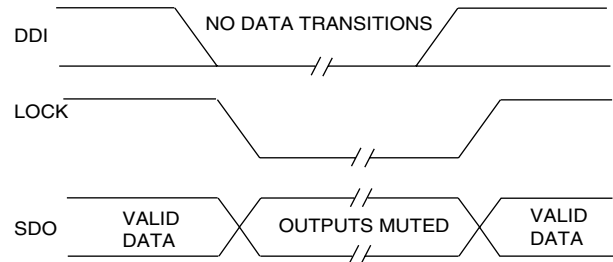 DDI
NO DATA TRANSITIONS
LOCK
SDO
VALID
DATA
OUTPUTS MUTED
VALID
DATA